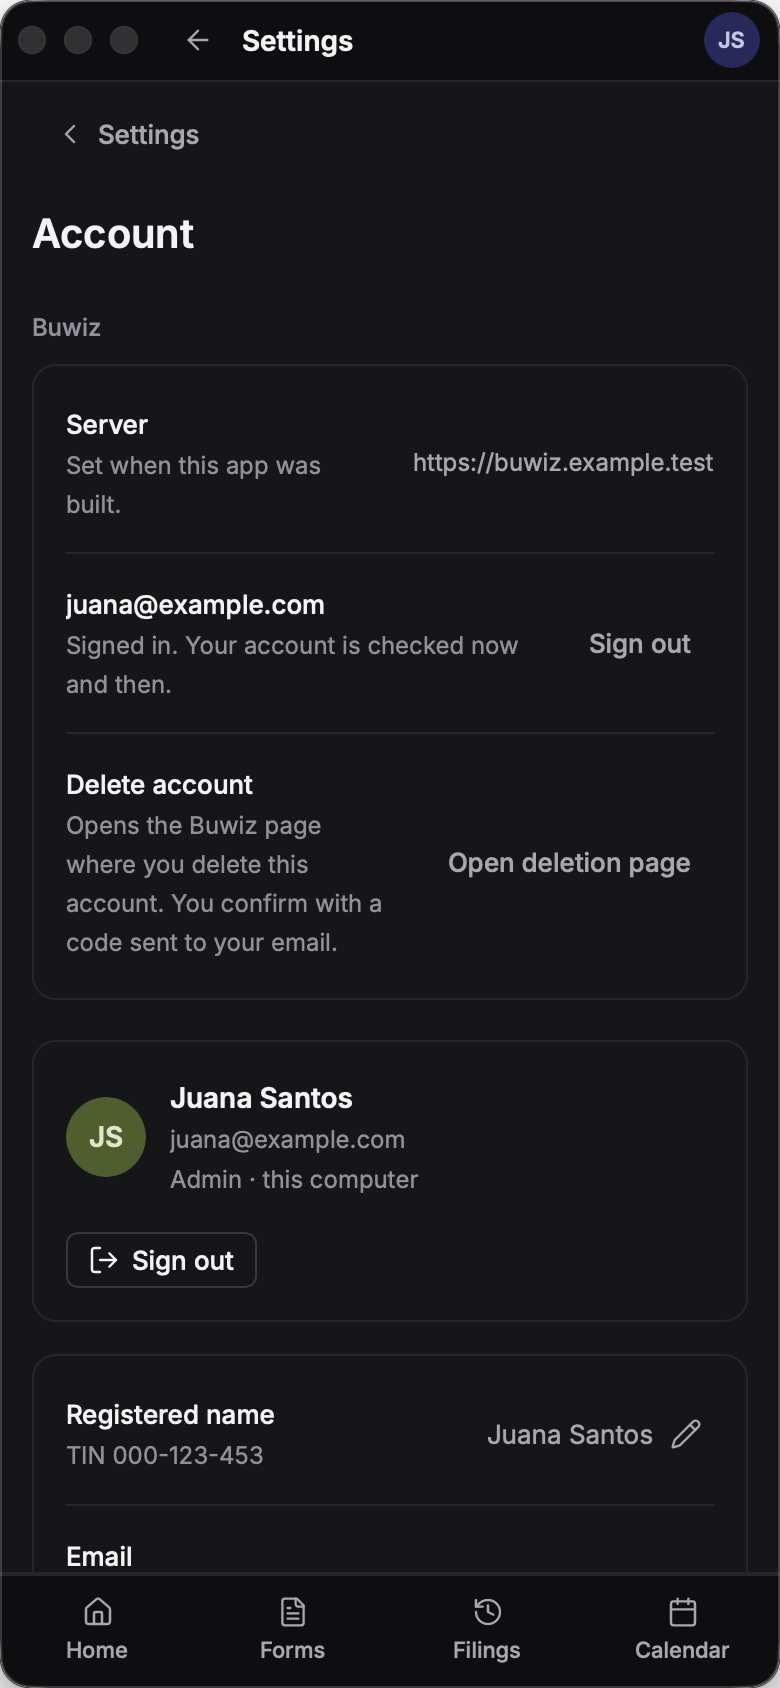 Settings
JS
Settings
Account
Buwiz
Server
Set when this app was
built.
https://buwiz.example.test
juana@example.com
Signed in. Your account is checked now
and then.
Sign out
Delete account
Opens the Buwiz page
where you delete this
account. You confirm with a
code sent to your email.
Open deletion page
JS
Juana Santos
juana@example.com
Admin · this computer
Sign out
Registered name
TIN 000-123-453
Juana Santos
Email
Home
Forms
Filings
Calendar